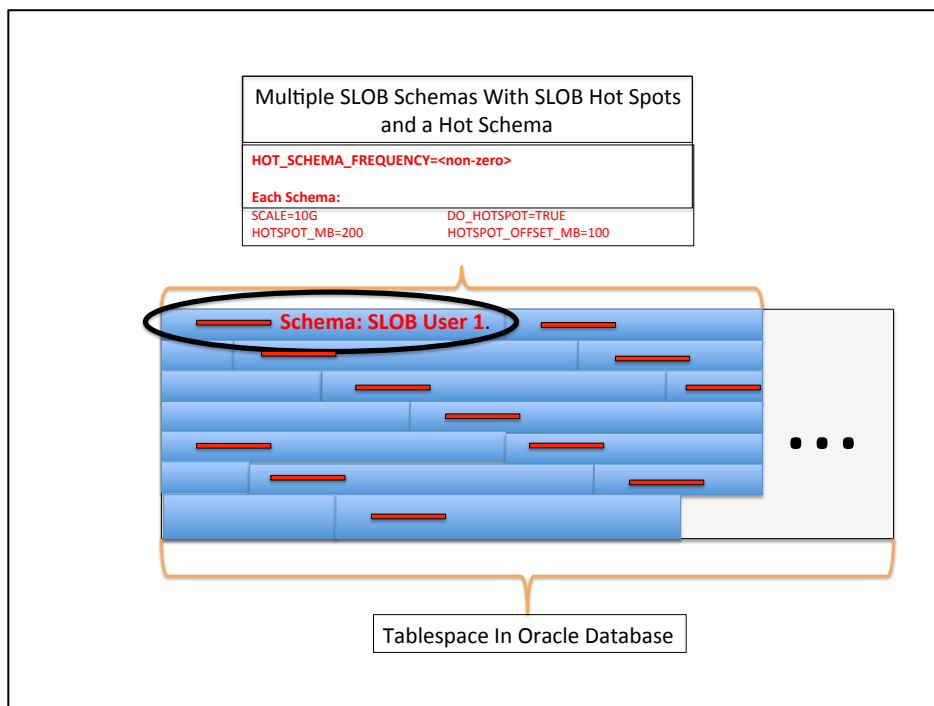 Multiple SLOB Schemas With SLOB Hot Spots
and a Hot Schema
HOT_SCHEMA_FREQUENCY=<non-zero>
Each Schema:
SCALE=10G DO_HOTSPOT=TRUE
HOTSPOT_MB=200 HOTSPOT_OFFSET_MB=100
Schema: SLOB User 1.
...
Tablespace In Oracle Database